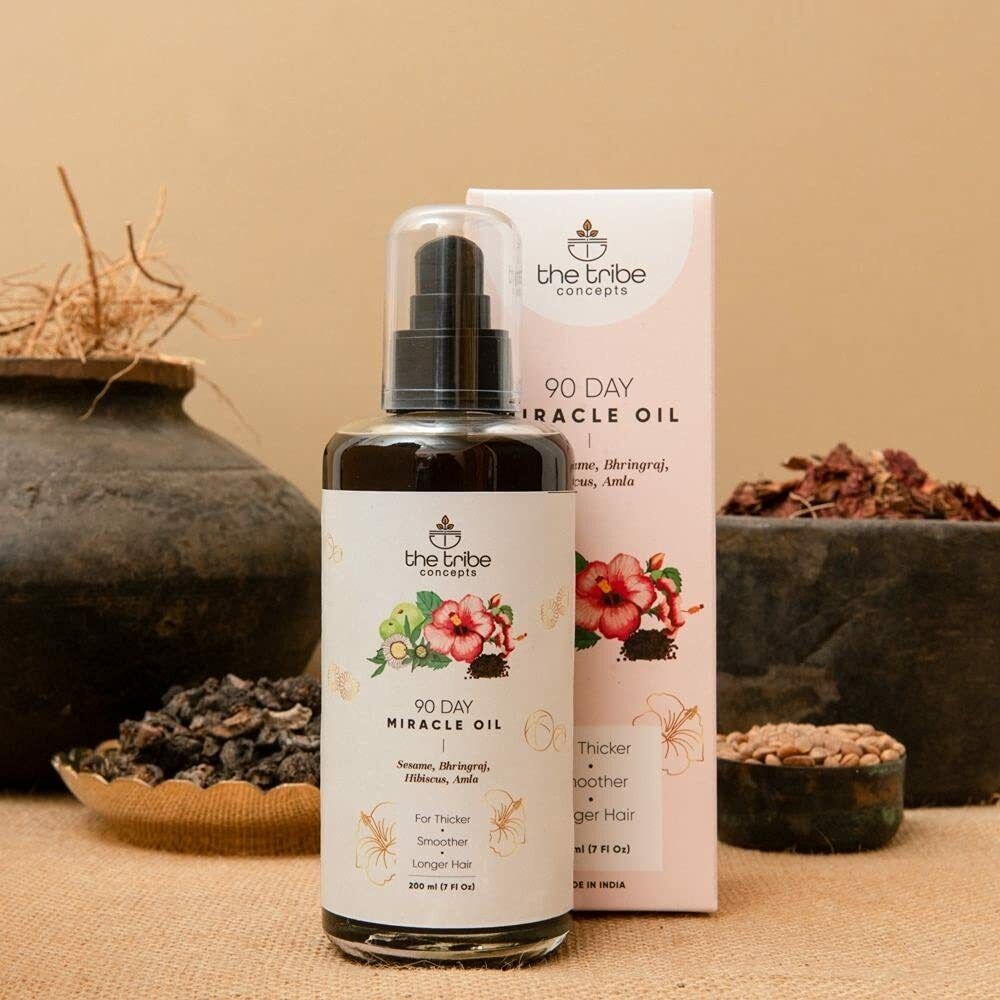 the tribe
concepts
90 DAY
MIRACLE OIL
Sesame, Bhringraj,
Hibiscus, Amla
For Thicker
Smoother
Longer Hair
200 ml (7 Fl Oz)
the tribe
concepts
90 DAY
IRACLE OIL
ame, Bhringraj,
cus, Amla
Thicker
oother
ger Hair
ml (7 Fl Oz)
DE IN INDIA